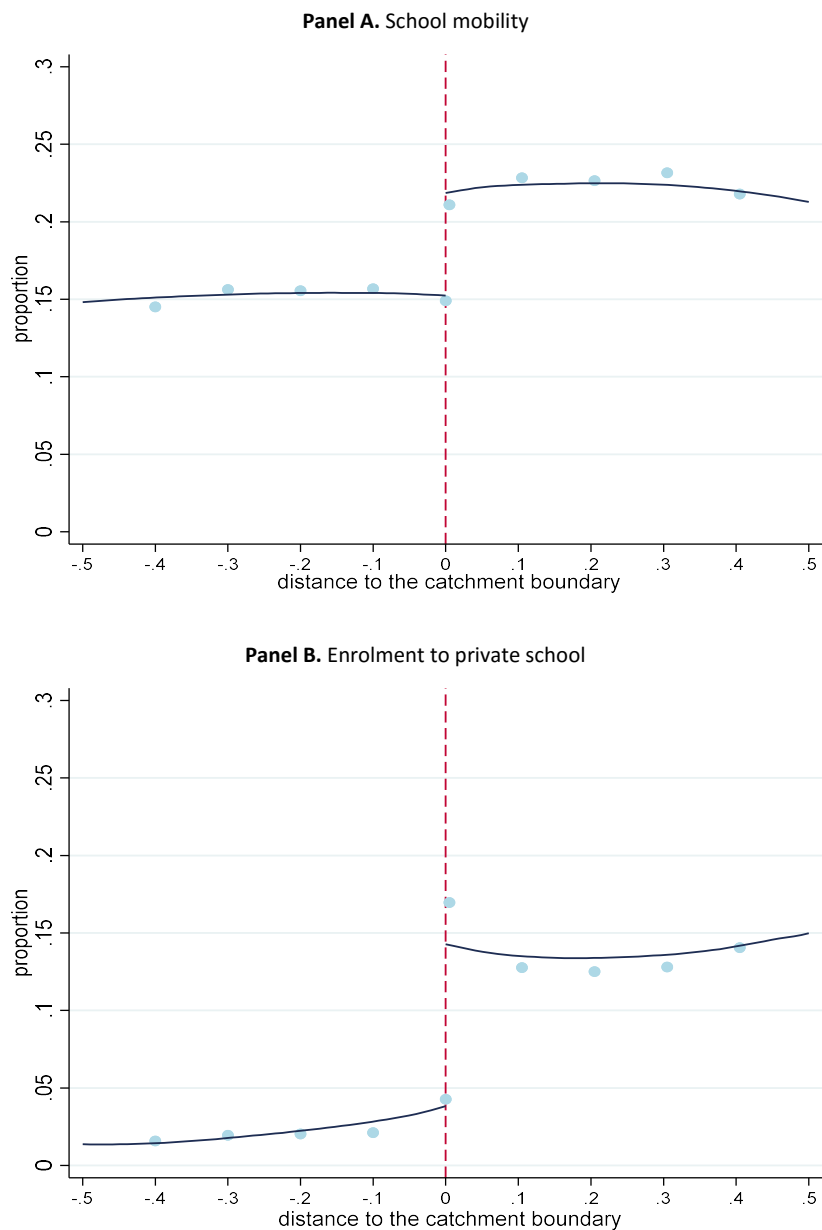 Panel A. School mobility
.3
.25
.2
.15
.1
.05
0
proportion
-.5 -.4 -.3 -.2 -.1 0 .1 .2 .3 .4 .5
distance to the catchment boundary
Panel B. Enrolment to private school
.3
.25
.2
.15
.1
.05
0
proportion
-.5 -.4 -.3 -.2 -.1 0 .1 .2 .3 .4 .5
distance to the catchment boundary